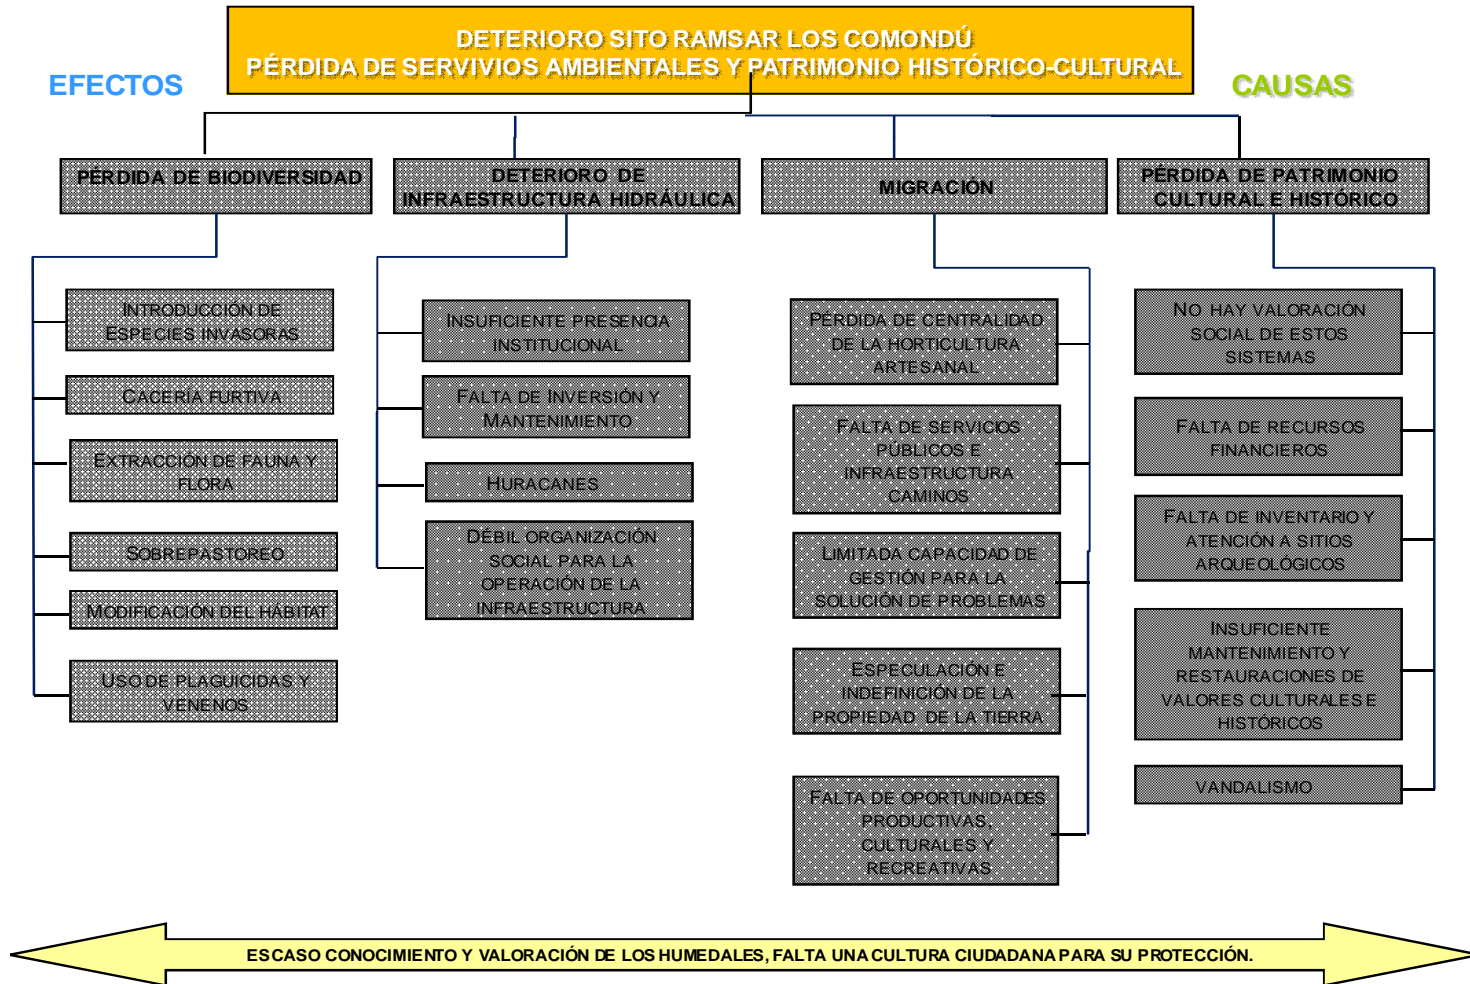 DETERIORO SITO RAMSAR LOS COMONDÚ
PÉRDIDA DE SERVIVIOS AMBIENTALES Y PATRIMONIO HISTÓRICO-CULTURAL
EFECTOS
CAUSAS
PÉRDIDA DE BIODIVERSIDAD
DETERIORO DE
INFRAESTRUCTURA HIDRÁULICA
MIGRACIÓN
PÉRDIDA DE PATRIMONIO
CULTURAL E HISTÓRICO
INTRODUCCIÓN DE
ESPECIES INVASORAS
CACERÍA FURTIVA
EXTRACCIÓN DE FAUNA Y
FLORA
SOBREPASTOREO
MODIFICACIÓN DEL HÁBITAT
USO DE PLAGUICIDAS Y
VENENOS
INSUFICIENTE PRESENCIA
INSTITUCIONAL
FALTA DE INVERSIÓN Y
MANTENIMIENTO
HURACANES
DÉBIL ORGANIZACIÓN
SOCIAL PARA LA
OPERACIÓN DE LA
INFRAESTRUCTURA
PÉRDIDA DE CENTRALIDAD
DE LA HORTICULTURA
ARTESANAL
FALTA DE SERVICIOS
PÚBLICOS E
INFRAESTRUCTURA
CAMINOS
LIMITADA CAPACIDAD DE
GESTIÓN PARA LA
SOLUCIÓN DE PROBLEMAS
ESPECULACIÓN E
INDEFINICIÓN DE LA
PROPIEDAD DE LA TIERRA
FALTA DE OPORTUNIDADES
PRODUCTIVAS,
CULTURALES Y
RECREATIVAS
NO HAY VALORACIÓN
SOCIAL DE ESTOS
SISTEMAS
FALTA DE RECURSOS
FINANCIEROS
FALTA DE INVENTARIO Y
ATENCIÓN A SITIOS
ARQUEOLÓGICOS
INSUFICIENTE
MANTENIMIENTO Y
RESTAURACIONES DE
VALORES CULTURALES E
HISTÓRICOS
VANDALISMO
ESCASO CONOCIMIENTO Y VALORACIÓN DE LOS HUMEDALES, FALTA UNA CULTURA CIUDADANA PARA SU PROTECCIÓN.